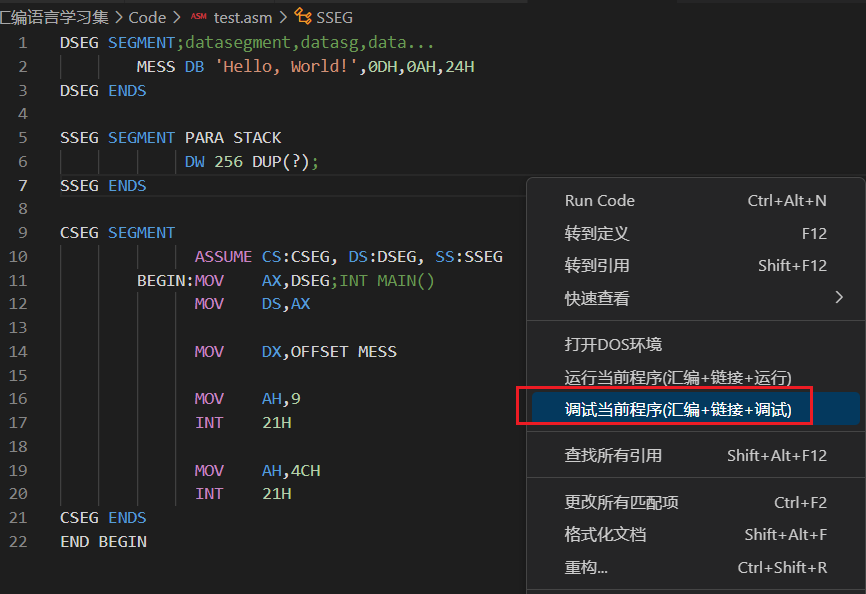 汇编语言学习集 > Code > ASM test.asm > SSEG
1 DSEG SEGMENT;datasegment,datasg,data...
2 MESS DB 'Hello, World!',0DH,0AH,24H
3 DSEG ENDS
4
5 SSEG SEGMENT PARA STACK
6 DW 256 DUP(?);
7 SSEG ENDS
8
9 CSEG SEGMENT
10 ASSUME CS:CSEG, DS:DSEG, SS:SSEG
11 BEGIN:MOV AX,DSEG;INT MAIN()
12 MOV DS,AX
13
14 MOV DX,OFFSET MESS
15
16 MOV AH,9
17 INT 21H
18
19 MOV AH,4CH
20 INT 21H
21 CSEG ENDS
22 END BEGIN
Run Code Ctrl+Alt+N
转到定义 F12
转到引用 Shift+F12
快速查看 >
打开DOS环境
运行当前程序(汇编+链接+运行)
调试当前程序(汇编+链接+调试)
查找所有引用 Shift+Alt+F12
更改所有匹配项 Ctrl+F2
格式化文档 Shift+Alt+F
重构... Ctrl+Shift+R